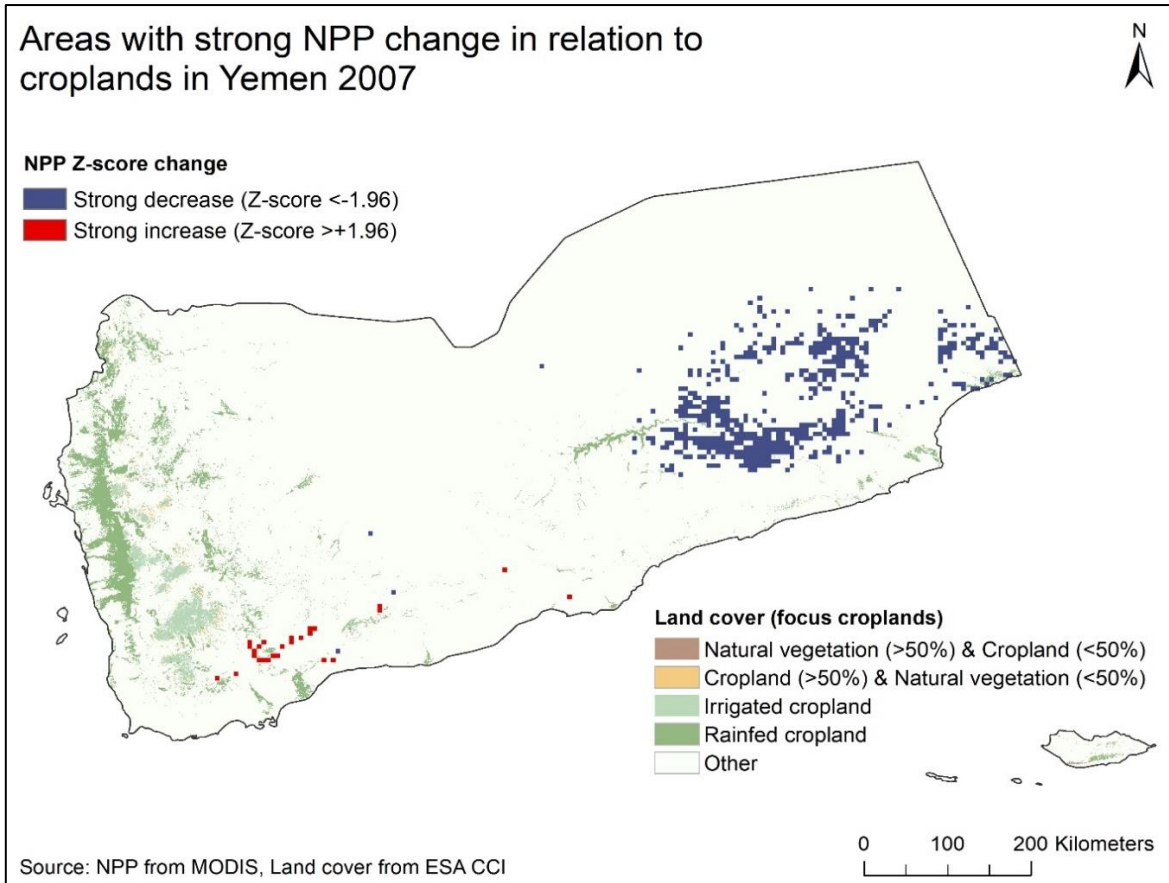 Areas with strong NPP change in relation to
croplands in Yemen 2007
N
NPP Z-score change
Strong decrease (Z-score <-1.96)
Strong increase (Z-score >+1.96)
Land cover (focus croplands)
Natural vegetation (>50%) & Cropland (<50%)
Cropland (>50%) & Natural vegetation (<50%)
Irrigated cropland
Rainfed cropland
Other
0 100 200 Kilometers
Source: NPP from MODIS, Land cover from ESA CCI